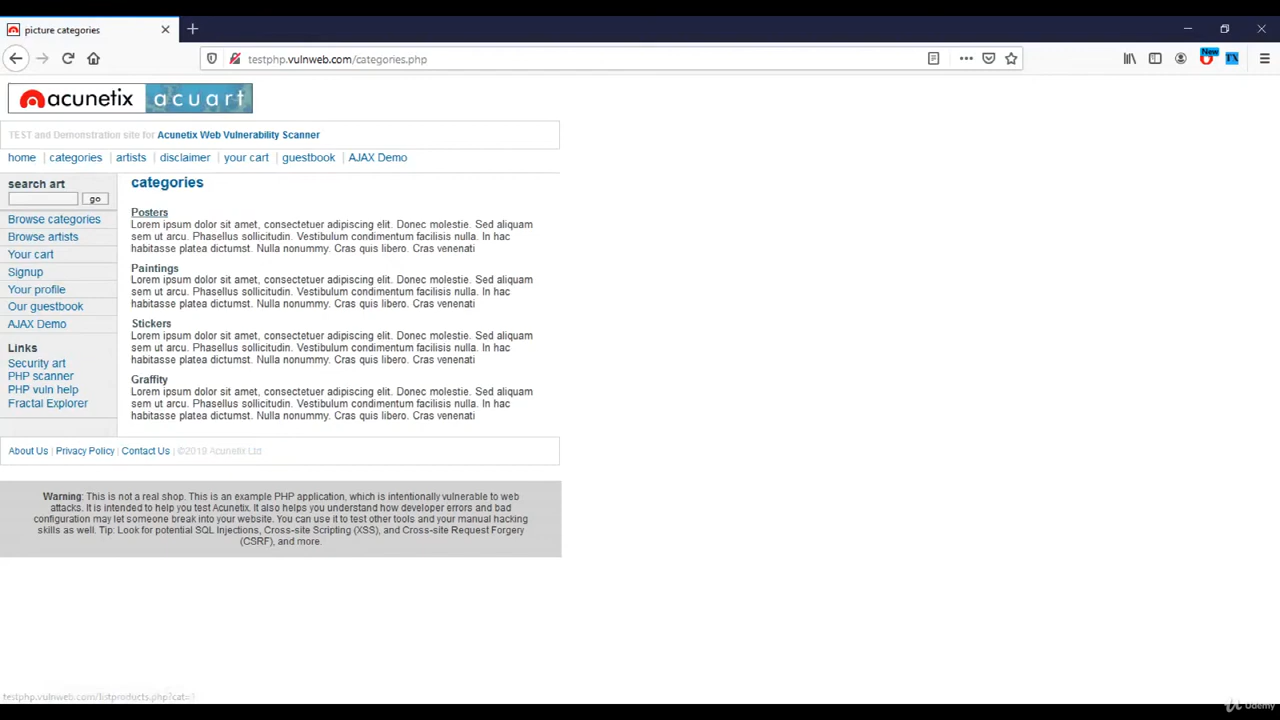 picture categories
testphp.vulnweb.com/categories.php
New
TX
acunetix acuart
TEST and Demonstration site for Acunetix Web Vulnerability Scanner
home | categories | artists | disclaimer | your cart | guestbook | AJAX Demo
search art
go
Browse categories
Browse artists
Your cart
Signup
Your profile
Our guestbook
AJAX Demo
Links
Security art
PHP scanner
PHP vuln help
Fractal Explorer
categories
Posters
Lorem ipsum dolor sit amet, consectetuer adipiscing elit. Donec molestie. Sed aliquam
sem ut arcu. Phasellus sollicitudin. Vestibulum condimentum facilisis nulla. In hac
habitasse platea dictumst. Nulla nonummy. Cras quis libero. Cras venenati
Paintings
Lorem ipsum dolor sit amet, consectetuer adipiscing elit. Donec molestie. Sed aliquam
sem ut arcu. Phasellus sollicitudin. Vestibulum condimentum facilisis nulla. In hac
habitasse platea dictumst. Nulla nonummy. Cras quis libero. Cras venenati
Stickers
Lorem ipsum dolor sit amet, consectetuer adipiscing elit. Donec molestie. Sed aliquam
sem ut arcu. Phasellus sollicitudin. Vestibulum condimentum facilisis nulla. In hac
habitasse platea dictumst. Nulla nonummy. Cras quis libero. Cras venenati
Graffity
Lorem ipsum dolor sit amet, consectetuer adipiscing elit. Donec molestie. Sed aliquam
sem ut arcu. Phasellus sollicitudin. Vestibulum condimentum facilisis nulla. In hac
habitasse platea dictumst. Nulla nonummy. Cras quis libero. Cras venenati
About Us | Privacy Policy | Contact Us | ©2019 Acunetix Ltd
Warning: This is not a real shop. This is an example PHP application, which is intentionally vulnerable to web
attacks. It is intended to help you test Acunetix. It also helps you understand how developer errors and bad
configuration may let someone break into your website. You can use it to test other tools and your manual hacking
skills as well. Tip: Look for potential SQL Injections, Cross-site Scripting (XSS), and Cross-site Request Forgery
(CSRF), and more.
testphp.vulnweb.com/listproducts.php?cat=1
Udemy